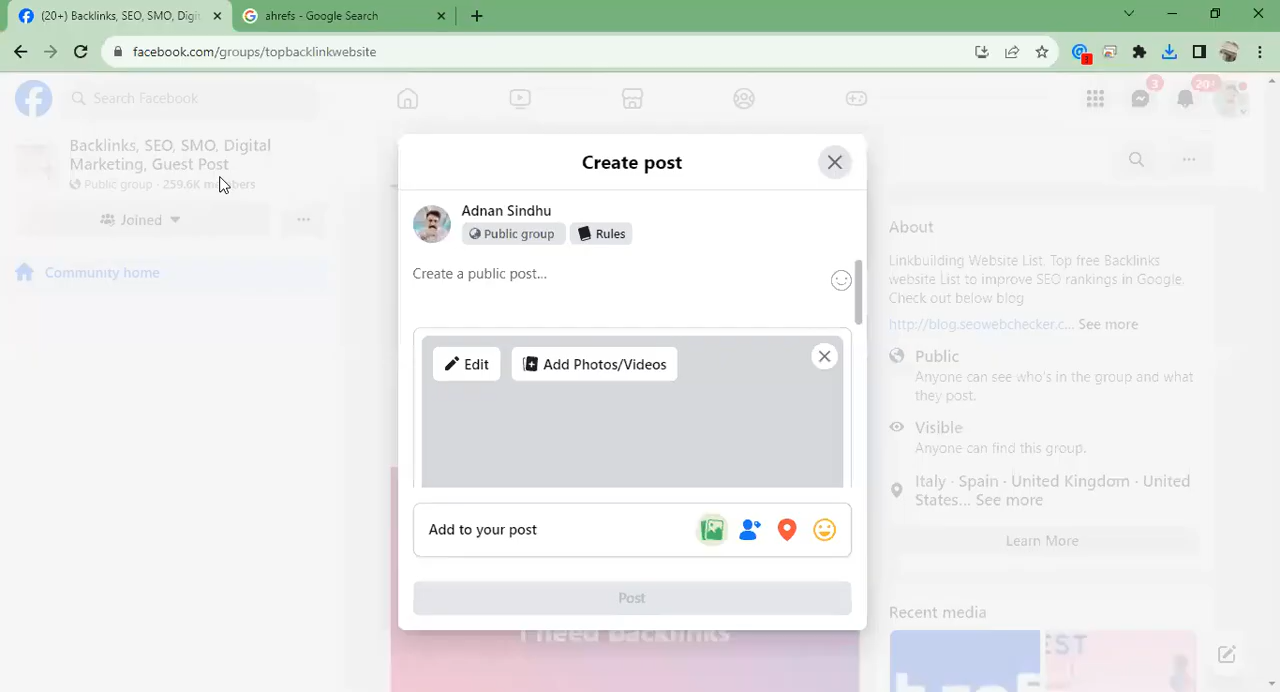 (20+) Backlinks, SEO, SMO, Digit
ahrefs - Google Search
facebook.com/groups/topbacklinkwebsite
3
Search Facebook
3
20+
Backlinks, SEO, SMO, Digital
Marketing, Guest Post
Public group · 259.6K members
Joined
Community home
Create post
Adnan Sindhu
Public group
Rules
Create a public post...
Edit
Add Photos/Videos
Add to your post
Post
I need backlinks
About
Linkbuilding Website List. Top free Backlinks
website List to improve SEO rankings in Google.
Check out below blog
http://blog.seowebchecker.c... See more
Public
Anyone can see who's in the group and what
they post.
Visible
Anyone can find this group.
Italy · Spain · United Kingdom · United
States... See more
Learn More
Recent media